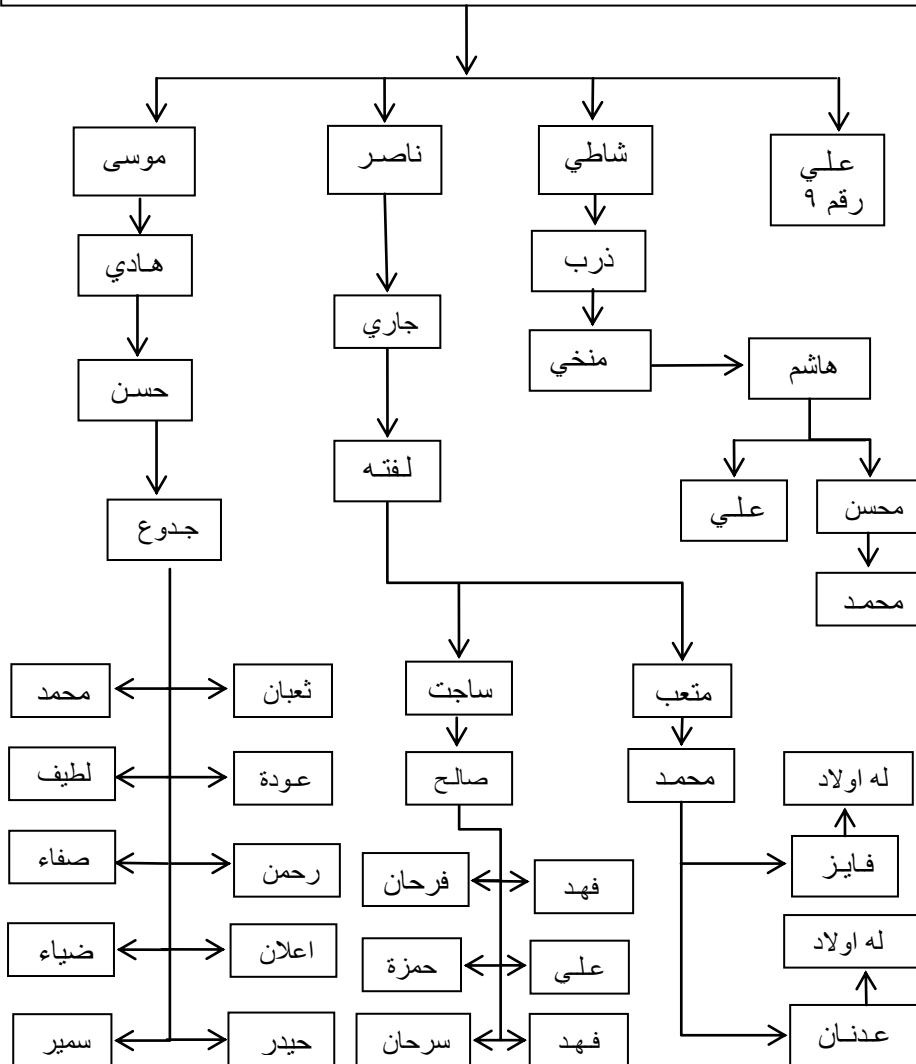 علي
رقم ٩
شاطي
ناصر
موسى
ذرب
هادي
جاري
منخي
هاشم
حسن
لفته
محسن
علي
جدوع
محمد
متعب
ساجت
ثعبان
محمد
له اولاد
محمد
صالح
عودة
لطيف
فايز
فهد
فرحان
رحمن
صفاء
له اولاد
علي
حمزة
اعلان
ضياء
عدنان
فهد
سرحان
حيدر
سمير